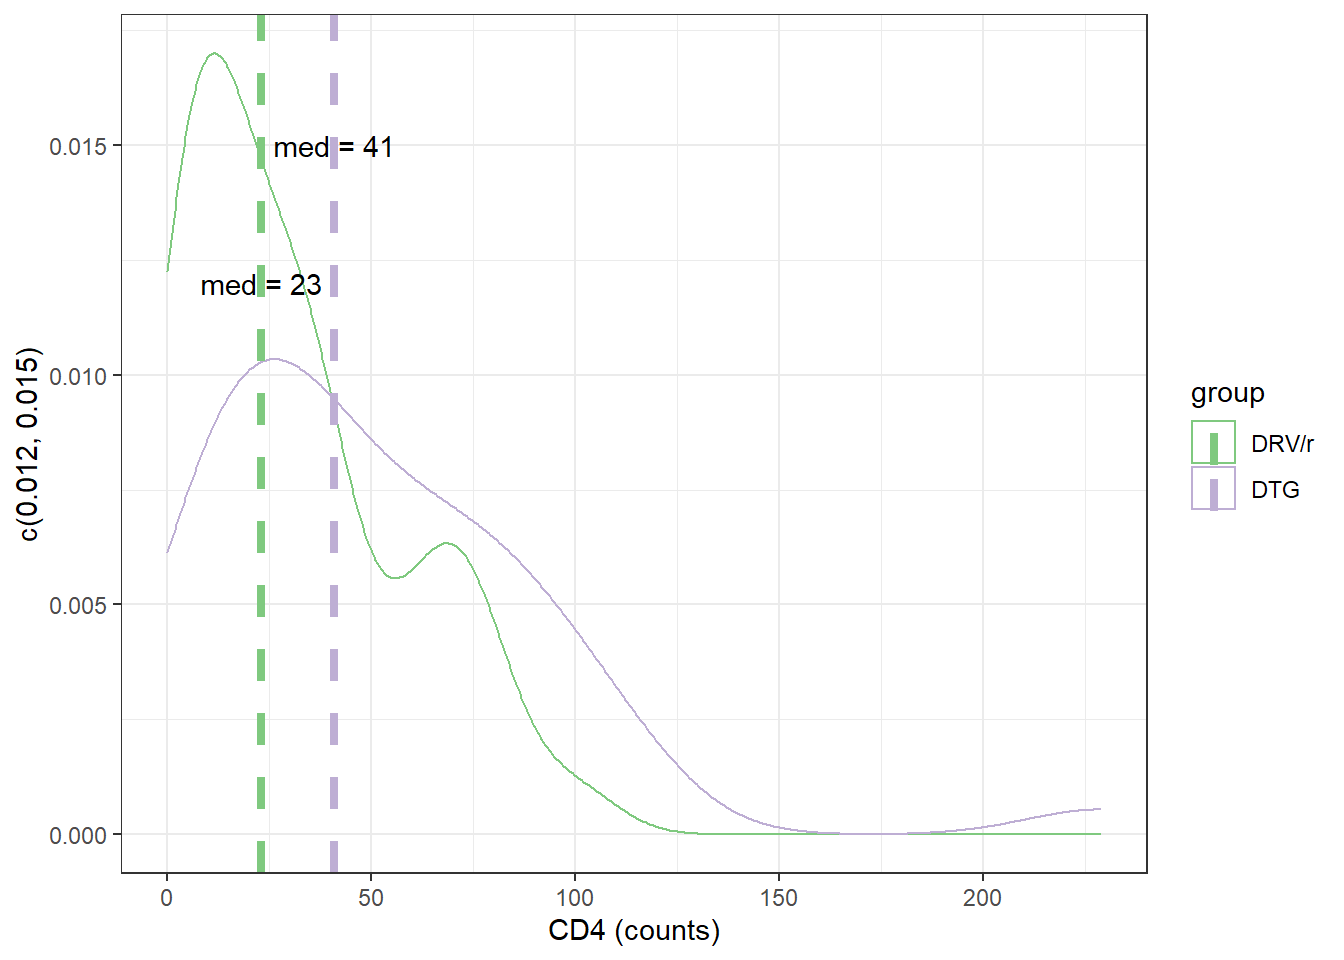 0.015
0.010
0.005
0.000
c(0.012, 0.015)
med = 41
med = 23
0
50
100
150
200
CD4 (counts)
group
DRV/r
DTG